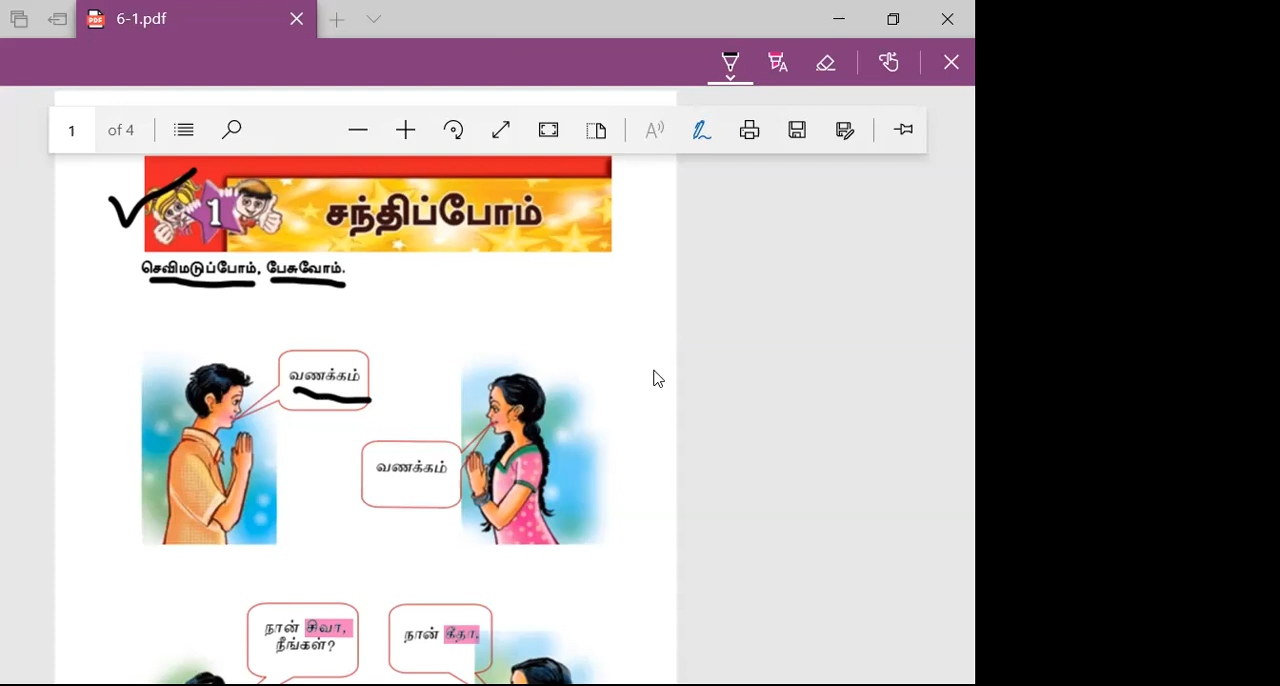 6-1.pdf
1 of 4
1
சந்திப்போம்
செவிமடுப்போம், பேசுவோம்.
வணக்கம்
வணக்கம்
நான் சிவா,
நீங்கள்?
நான் கீதா,